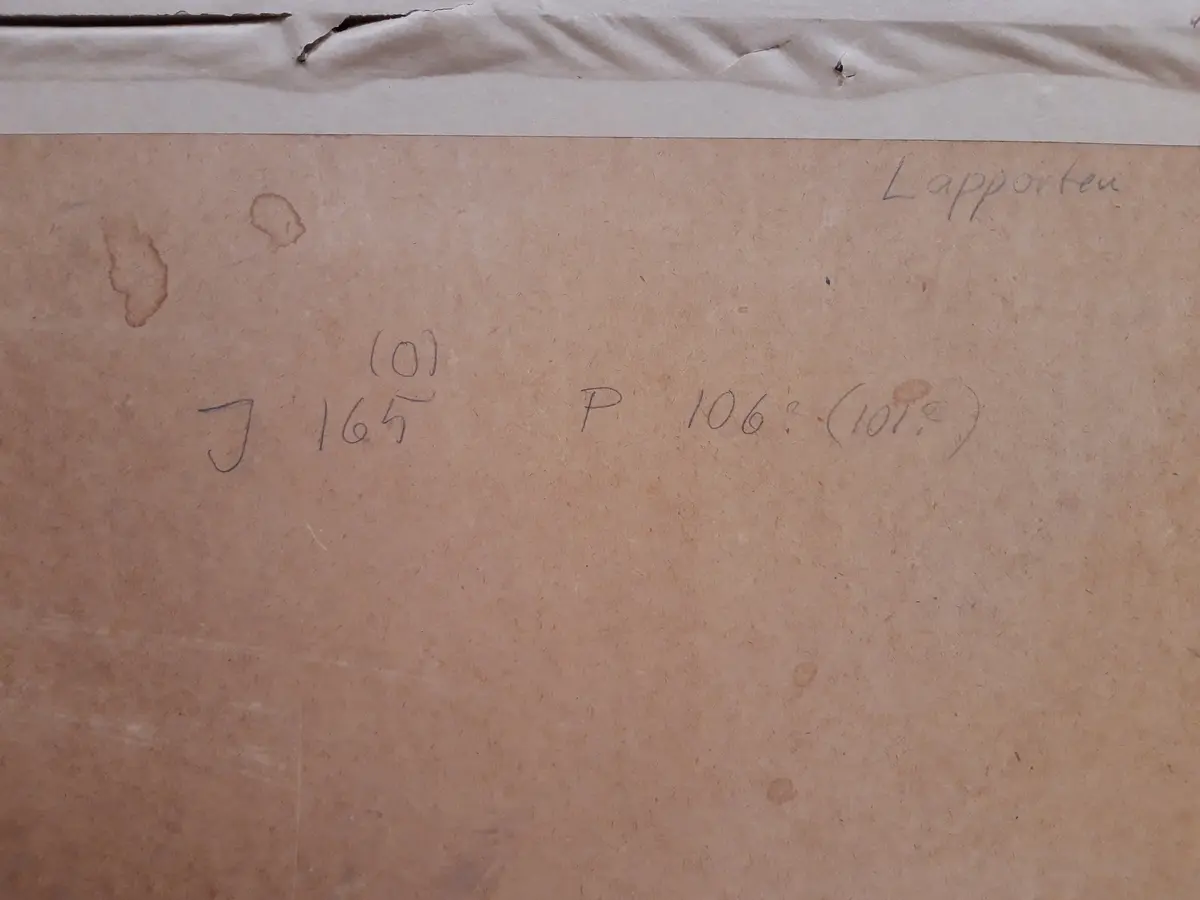 Lapporten
(0)
J 165 P 106? (101?)